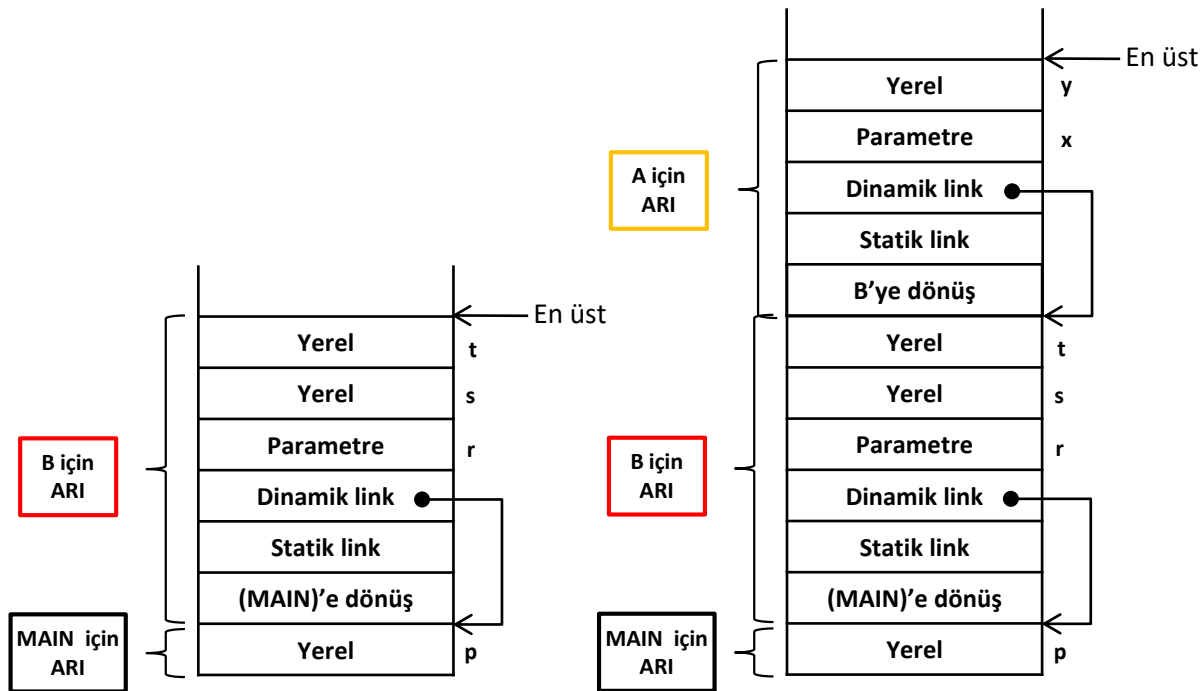 En üst
Yerel t
Yerel s
Parametre r
Dinamik link
Statik link
(MAIN)'e dönüş
Yerel p
B için
ARI
MAIN için
ARI
En üst
Yerel y
Parametre x
Dinamik link
Statik link
B'ye dönüş
Yerel t
Yerel s
Parametre r
Dinamik link
Statik link
(MAIN)'e dönüş
Yerel p
A için
ARI
B için
ARI
MAIN için
ARI